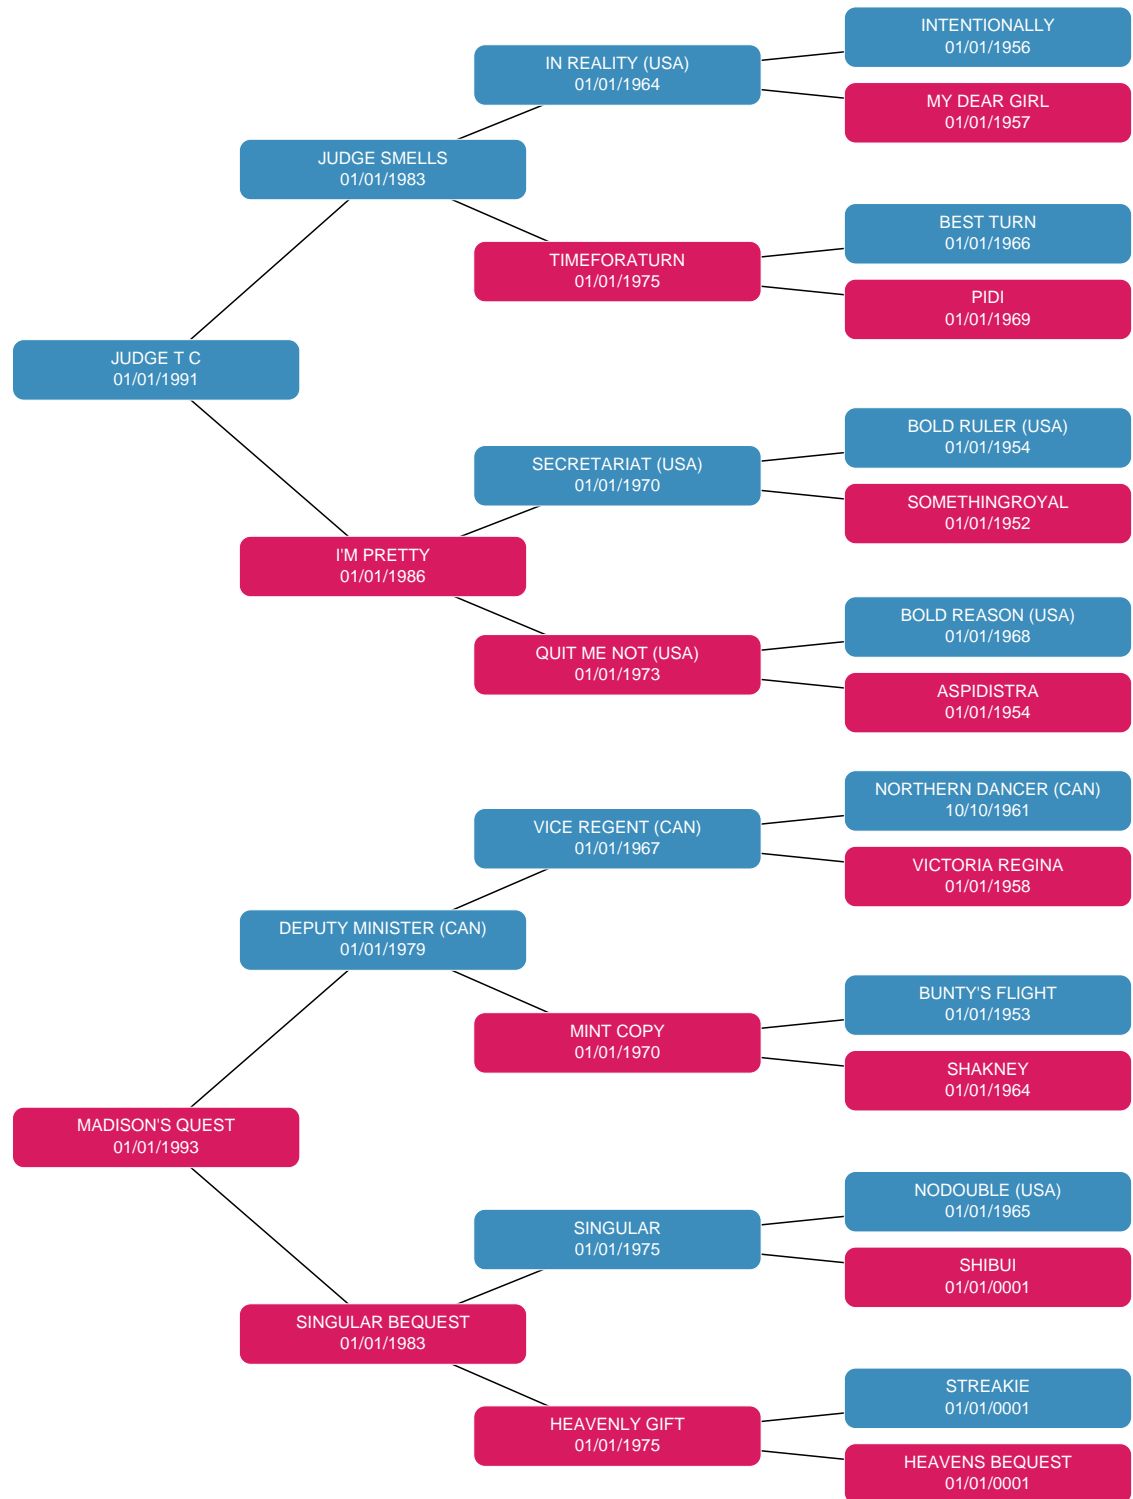 INTENTIONALLY
01/01/1956
IN REALITY (USA)
01/01/1964
MY DEAR GIRL
01/01/1957
JUDGE SMELLS
01/01/1983
BEST TURN
01/01/1966
TIMEFORATURN
01/01/1975
PIDI
01/01/1969
JUDGE T C
01/01/1991
BOLD RULER (USA)
01/01/1954
SECRETARIAT (USA)
01/01/1970
SOMETHINGROYAL
01/01/1952
I'M PRETTY
01/01/1986
BOLD REASON (USA)
01/01/1968
QUIT ME NOT (USA)
01/01/1973
ASPIDISTRA
01/01/1954
NORTHERN DANCER (CAN)
10/10/1961
VICE REGENT (CAN)
01/01/1967
VICTORIA REGINA
01/01/1958
DEPUTY MINISTER (CAN)
01/01/1979
BUNTY'S FLIGHT
01/01/1953
MINT COPY
01/01/1970
SHAKNEY
01/01/1964
MADISON'S QUEST
01/01/1993
NODOUBLE (USA)
01/01/1965
SINGULAR
01/01/1975
SHIBUI
01/01/0001
SINGULAR BEQUEST
01/01/1983
STREAKIE
01/01/0001
HEAVENLY GIFT
01/01/1975
HEAVENS BEQUEST
01/01/0001